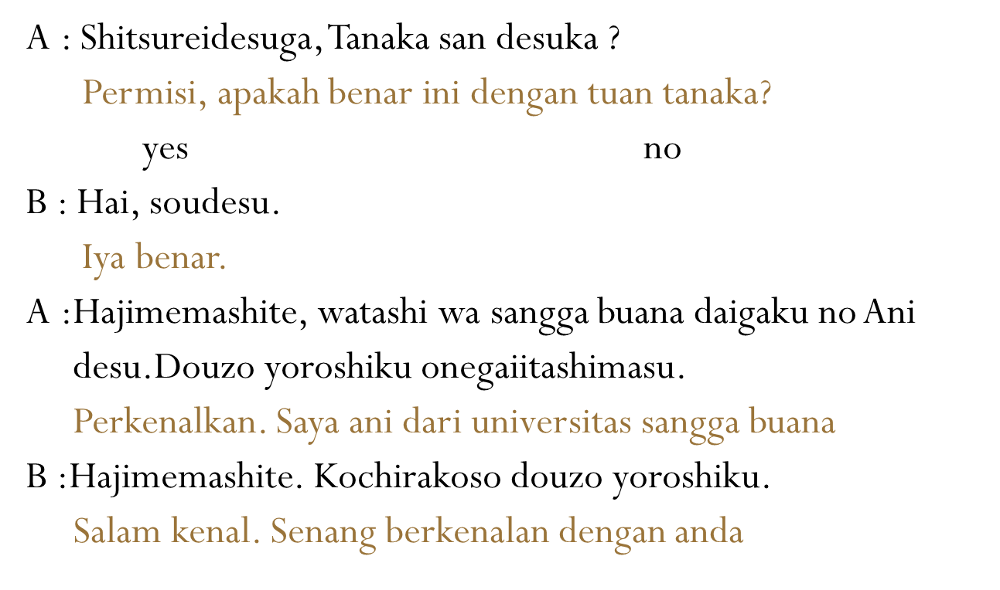 A : Shitsureidesuga, Tanaka san desuka ?
Permisi, apakah benar ini dengan tuan tanaka?
yes no
B : Hai, soudesu.
Iya benar.
A :Hajimemashite, watashi wa sangga buana daigaku no Ani
desu.Douzo yoroshiku onegaiitashimasu.
Perkenalkan. Saya ani dari universitas sangga buana
B :Hajimemashite. Kochirakoso douzo yoroshiku.
Salam kenal. Senang berkenalan dengan anda